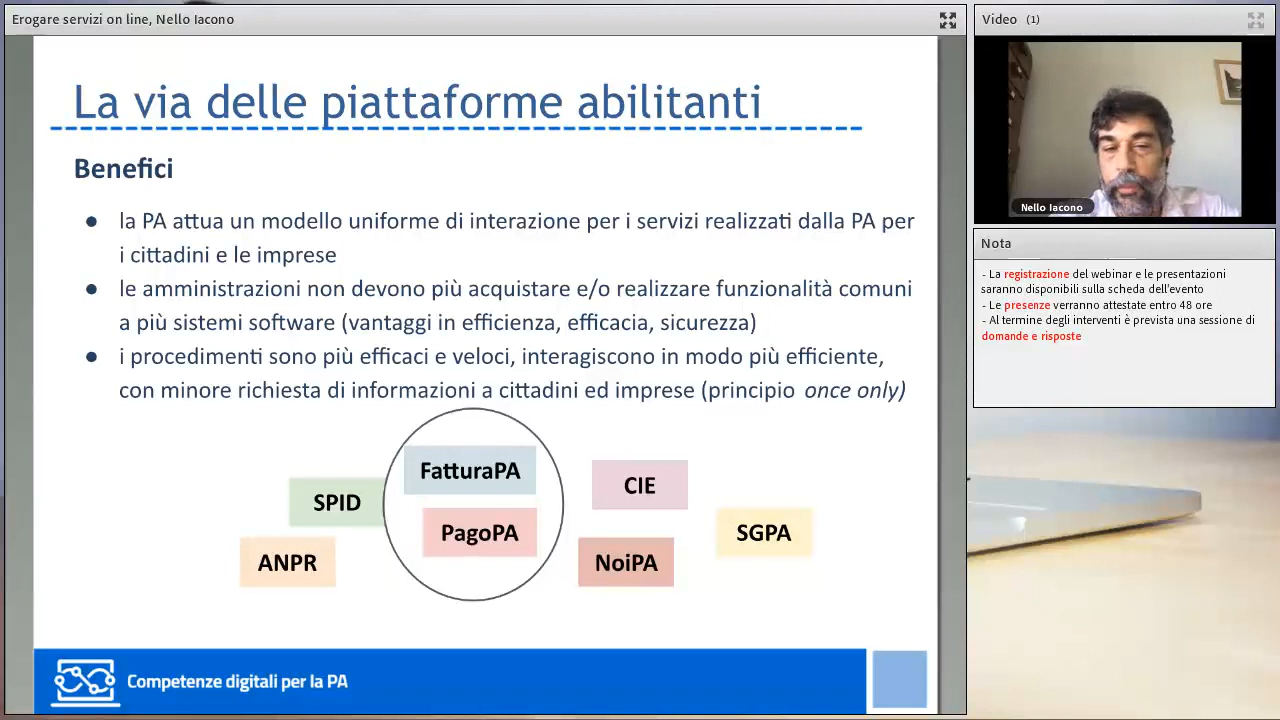 Erogare servizi on line, Nello Iacono
La via delle piattaforme abilitanti
Benefici
● la PA attua un modello uniforme di interazione per i servizi realizzati dalla PA per
i cittadini e le imprese
● le amministrazioni non devono più acquistare e/o realizzare funzionalità comuni
a più sistemi software (vantaggi in efficienza, efficacia, sicurezza)
● i procedimenti sono più efficaci e veloci, interagiscono in modo più efficiente,
con minore richiesta di informazioni a cittadini ed imprese (principio once only)
FatturaPA
CIE
SPID
PagoPA
SGPA
ANPR
NoiPA
Competenze digitali per la PA
Video (1)
Nello Iacono
Nota
- La registrazione del webinar e le presentazioni
saranno disponibili sulla scheda dell'evento
- Le presenze verranno attestate entro 48 ore
- Al termine degli interventi è prevista una sessione di
domande e risposte